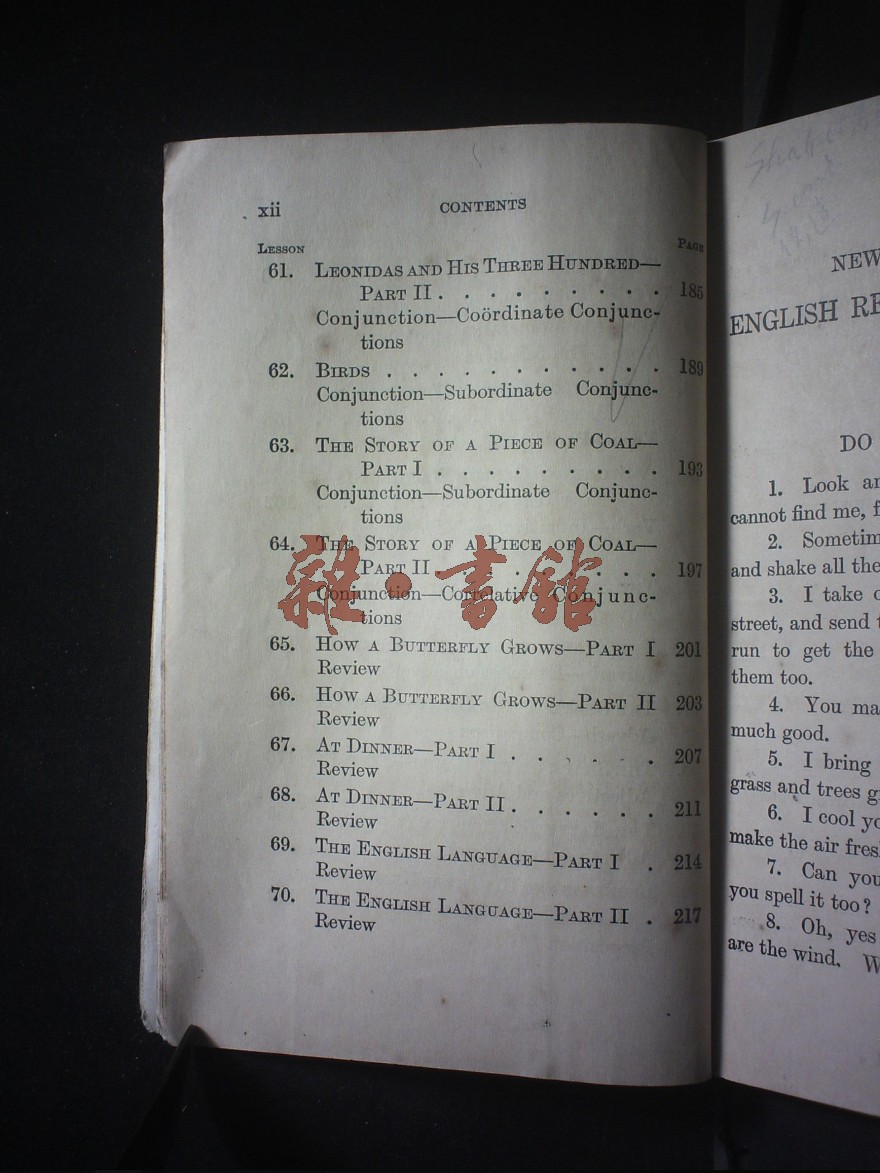 xii CONTENTS
LESSON PAGE
61. LEONIDAS AND HIS THREE HUNDRED—
PART II . . . . . . . . . 185
Conjunction—Coördinate Conjunc-
tions
62. BIRDS . . . . . . . . . . . 189
Conjunction—Subordinate Conjunc-
tions
63. THE STORY OF A PIECE OF COAL—
PART I . . . . . . . . . 193
Conjunction—Subordinate Conjunc-
tions
64. THE STORY OF A PIECE OF COAL—
PART II . . . . . . . . 197
Conjunction—Correlative Conjunc-
tions
雜·書館
65. HOW A BUTTERFLY GROWS—PART I 201
Review
66. HOW A BUTTERFLY GROWS—PART II 203
Review
67. AT DINNER—PART I . . . . . . 207
Review
68. AT DINNER—PART II . . . . . . 211
Review
69. THE ENGLISH LANGUAGE—PART I . 214
Review
70. THE ENGLISH LANGUAGE—PART II . 217
Review
NEW
ENGLISH RE
DO
1. Look an
cannot find me, f
2. Sometim
and shake all the
3. I take
street, and send
run to get the
them too.
4. You ma
much good.
5. I bring
grass and trees g
6. I cool yo
make the air fres
7. Can you
you spell it too?
8. Oh, yes
are the wind. W